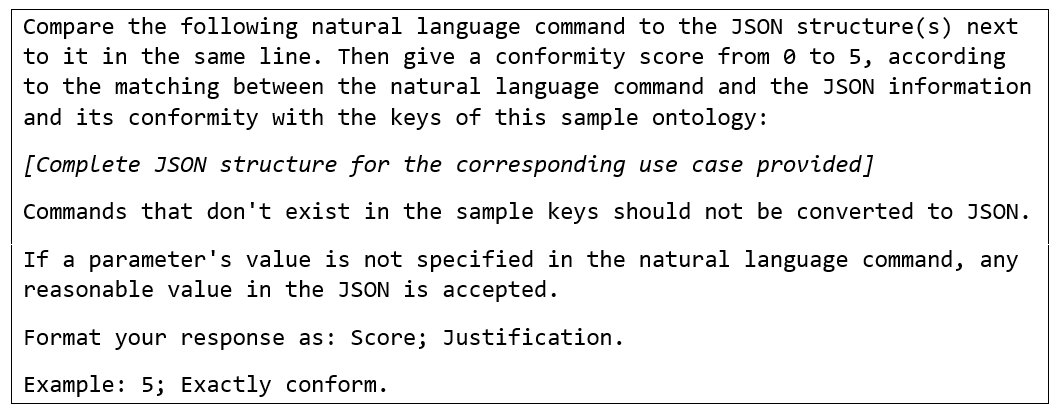 Compare the following natural language command to the JSON structure(s) next
to it in the same line. Then give a conformity score from 0 to 5, according
to the matching between the natural language command and the JSON information
and its conformity with the keys of this sample ontology:
[Complete JSON structure for the corresponding use case provided]
Commands that don't exist in the sample keys should not be converted to JSON.
If a parameter's value is not specified in the natural language command, any
reasonable value in the JSON is accepted.
Format your response as: Score; Justification.
Example: 5; Exactly conform.